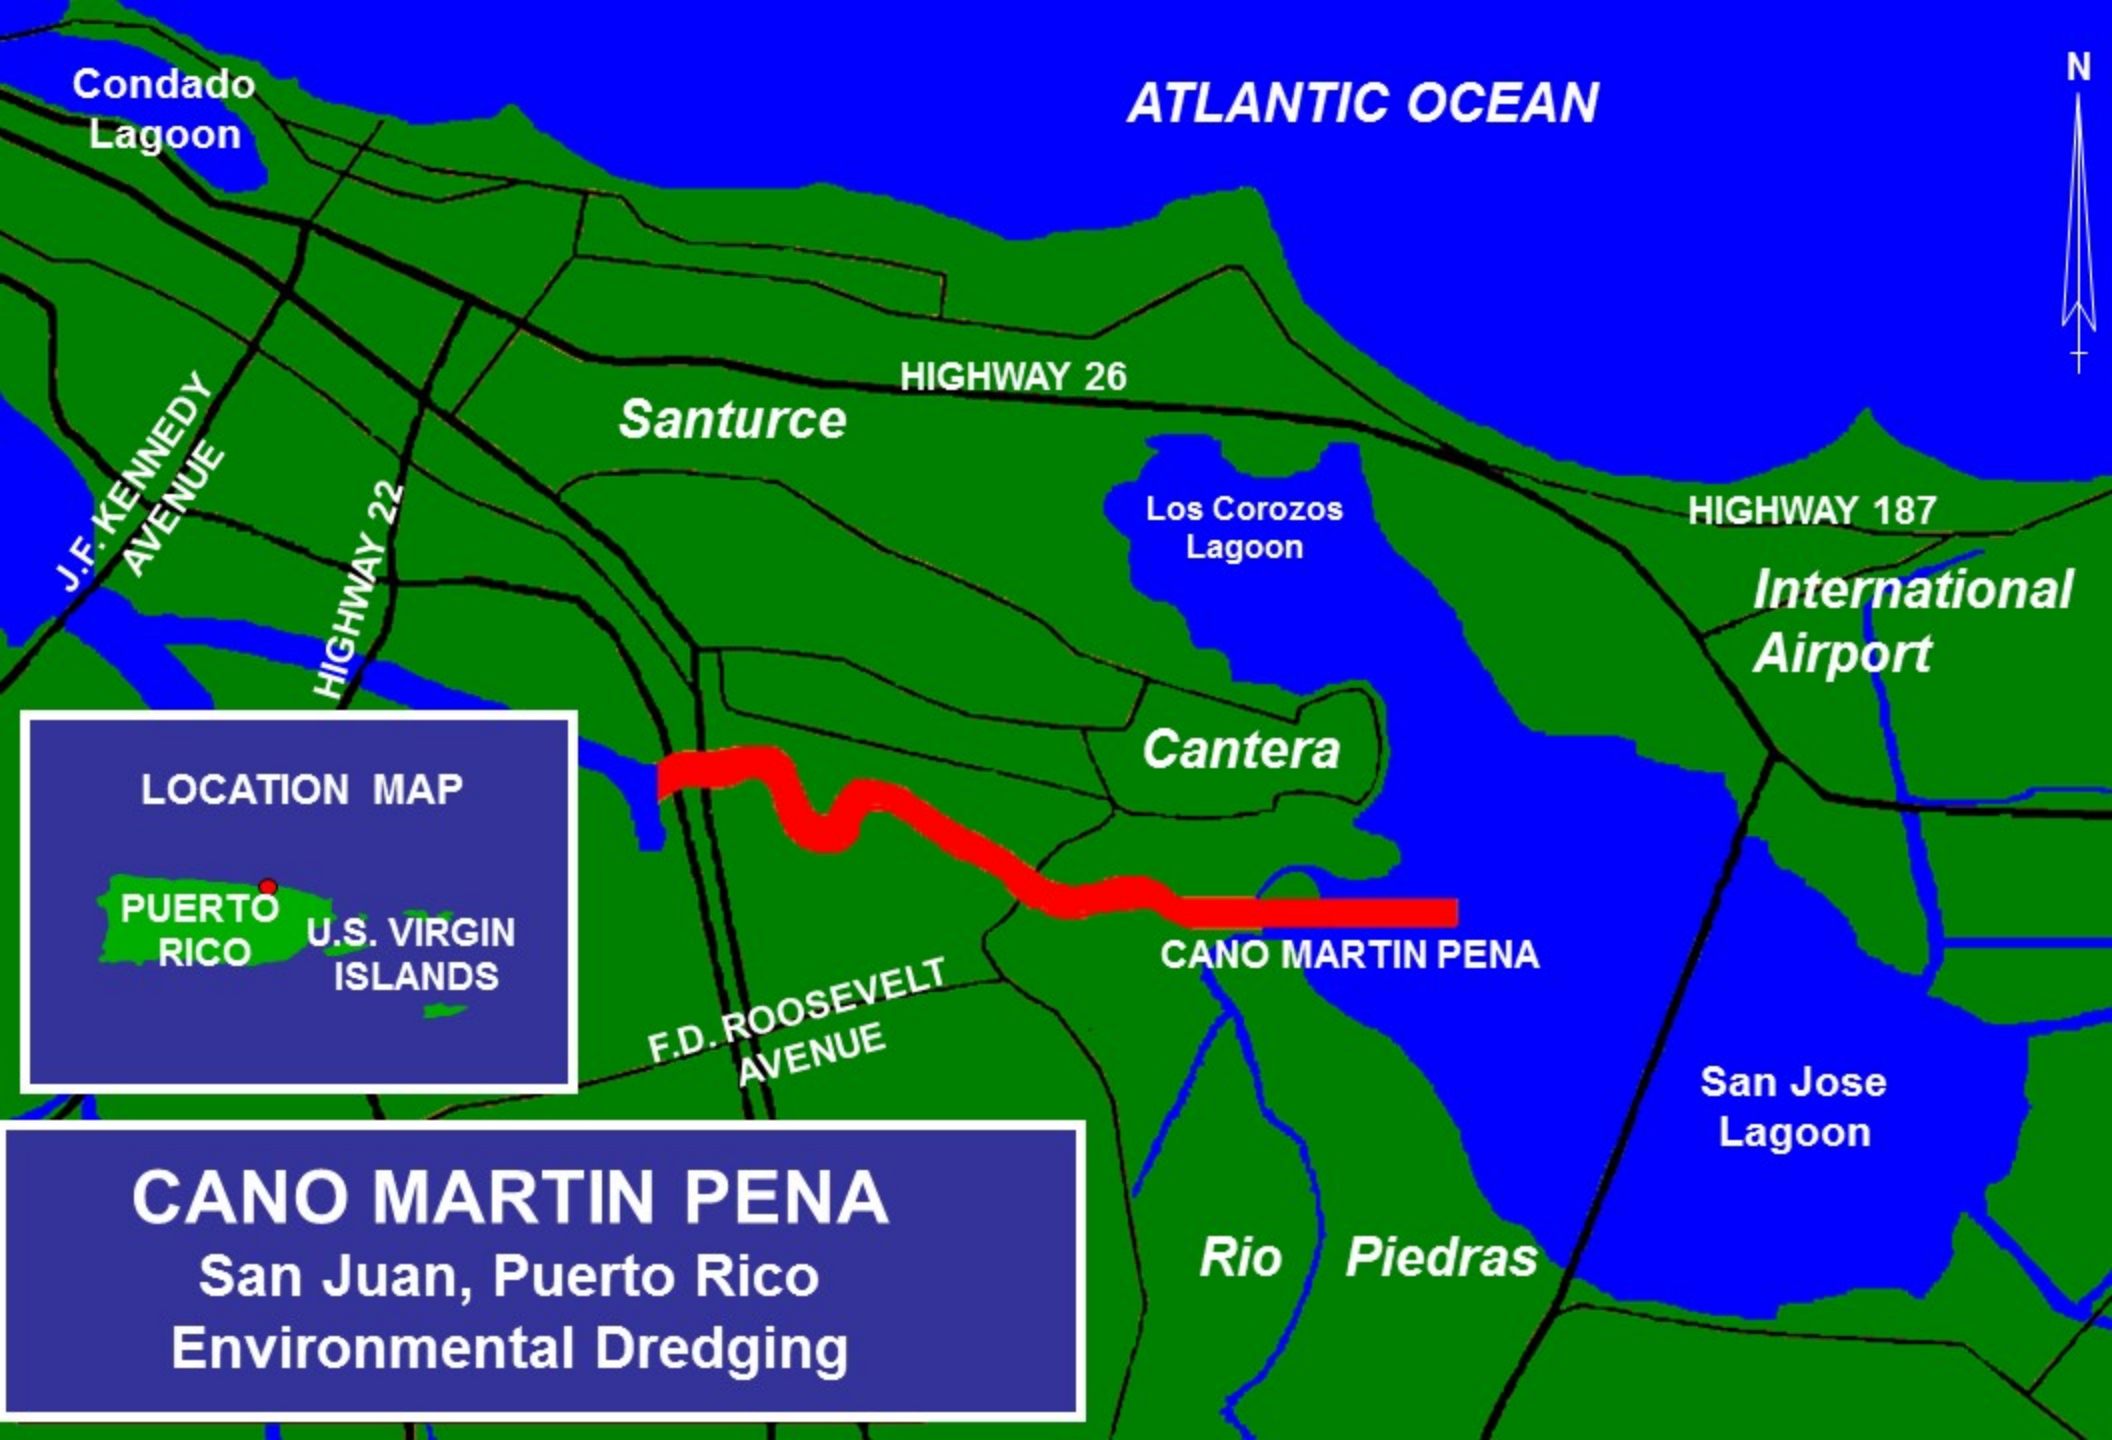 N
Condado
Lagoon
ATLANTIC OCEAN
HIGHWAY 26
Santurce
J.F. KENNEDY
AVENUE
HIGHWAY 22
Los Corozos
Lagoon
HIGHWAY 187
International
Airport
Cantera
CANO MARTIN PENA
F.D. ROOSEVELT
AVENUE
San Jose
Lagoon
Rio Piedras
LOCATION MAP
PUERTO
RICO
U.S. VIRGIN
ISLANDS
CANO MARTIN PENA
San Juan, Puerto Rico
Environmental Dredging